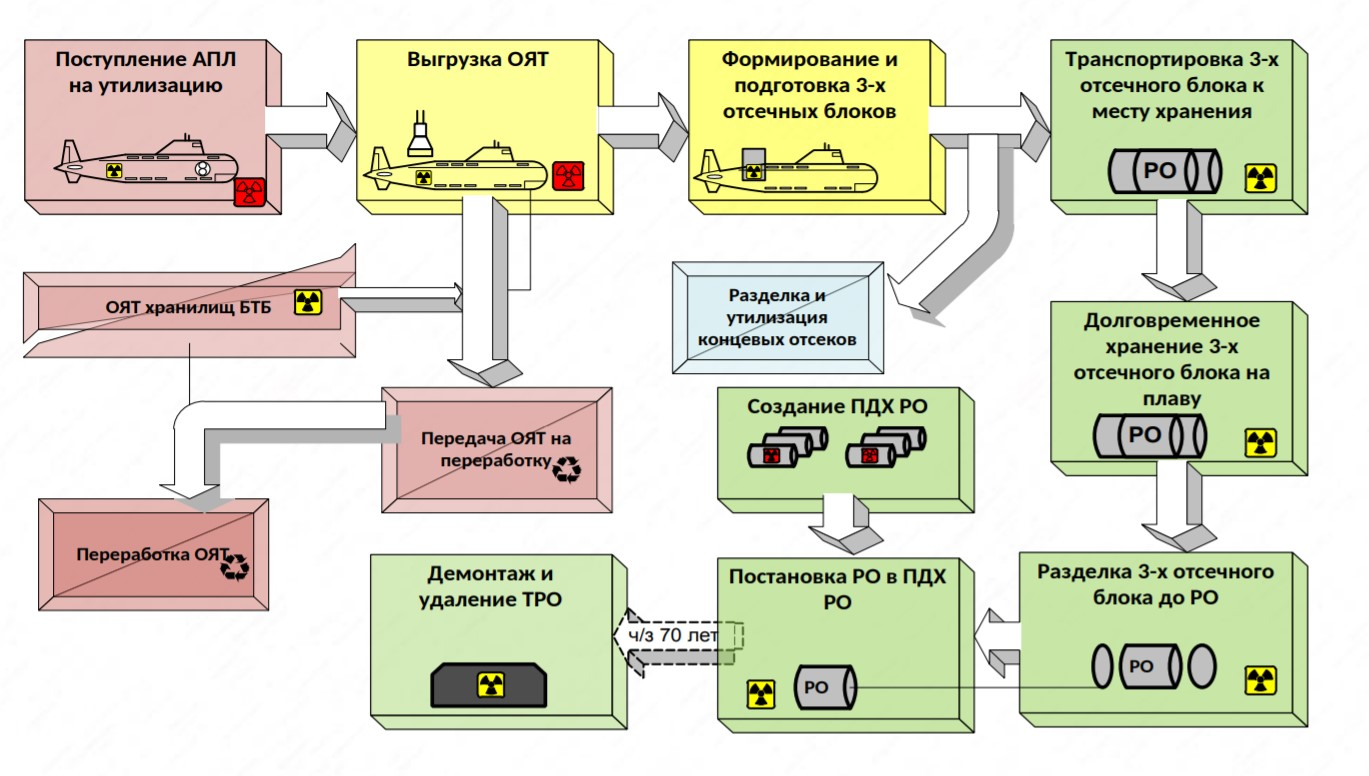 Поступление АПЛ
на утилизацию
Выгрузка ОЯТ
Формирование и
подготовка 3-х
отсечных блоков
Транспортировка 3-х
отсечного блока к
месту хранения
РО
ОЯТ хранилищ БТБ
Разделка и
утилизация
концевых отсеков
Долговременное
хранение 3-х
отсечного блока на
плаву
РО
Передача ОЯТ на
переработку
Создание ПДХ РО
Переработка ОЯТ
Демонтаж и
удаление ТРО
ч/з 70 лет
Постановка РО в ПДХ
РО
РО
Разделка 3-х отсечного
блока до РО
РО